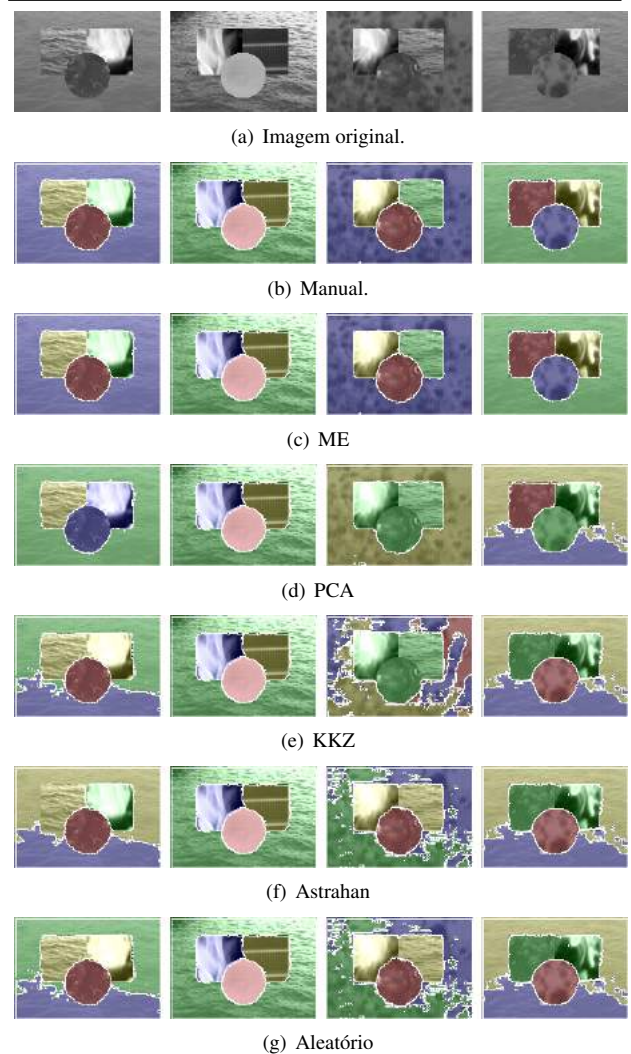 (a) Imagem original.
(b) Manual.
(c) ME
(d) PCA
(e) KKZ
(f) Astrahan
(g) Aleatório